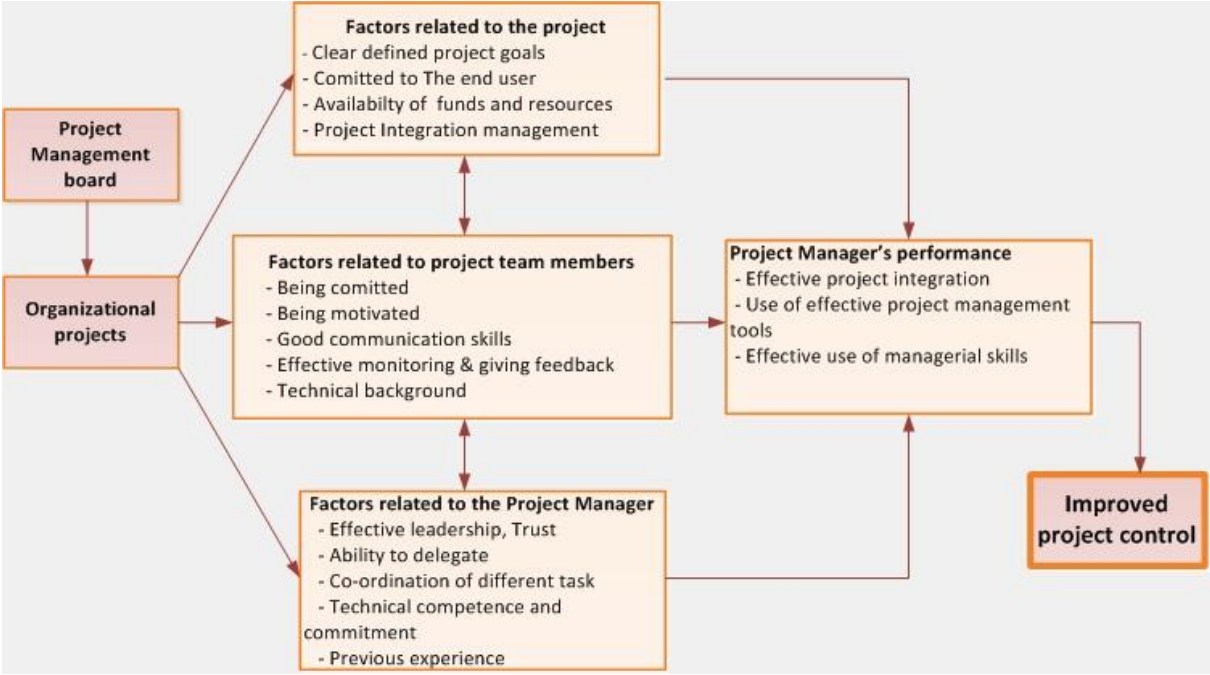 Factors related to the project
- Clear defined project goals
- Comitted to The end user
- Availabilty of funds and resources
- Project Integration management
Project
Management
board
Organizational
projects
Factors related to project team members
- Being comitted
- Being motivated
- Good communication skills
- Effective monitoring & giving feedback
- Technical background
Project Manager’s performance
- Effective project integration
- Use of effective project management
tools
- Effective use of managerial skills
Factors related to the Project Manager
- Effective leadership, Trust
- Ability to delegate
- Co-ordination of different task
- Technical competence and
commitment
- Previous experience
Improved
project control